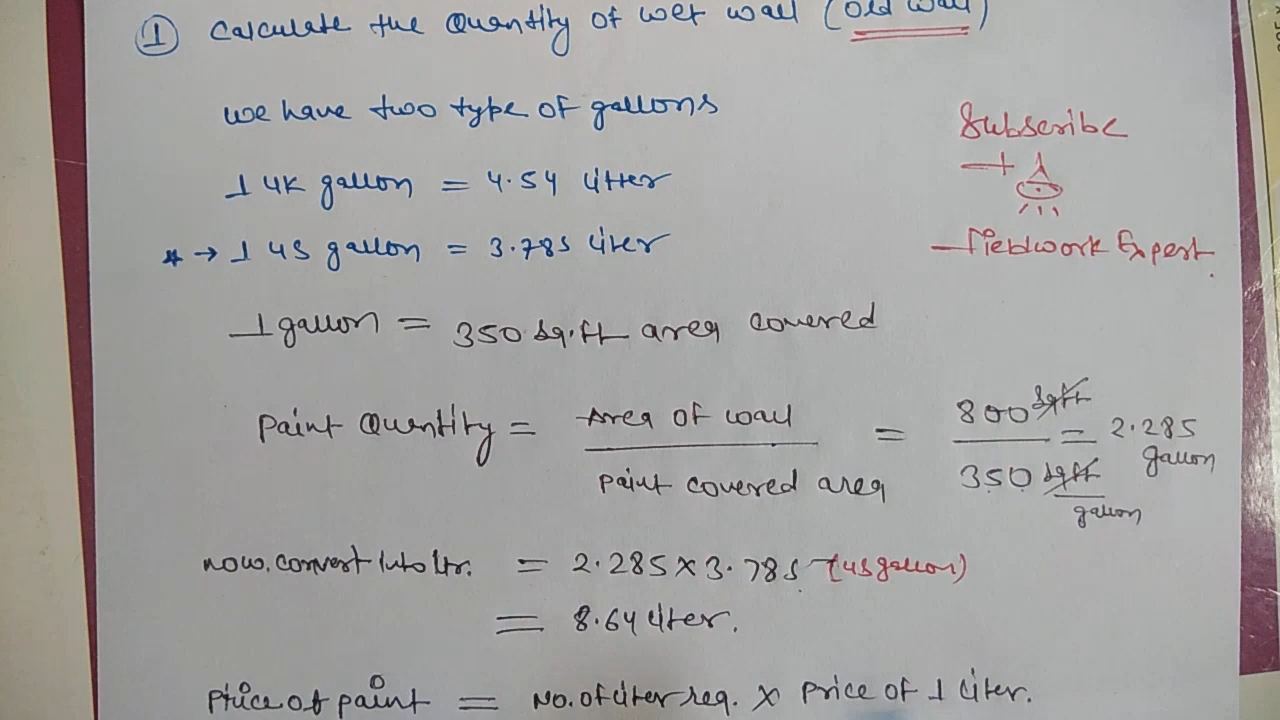 ① Calculate the Quantity of wet wall (old wall)
we have two type of gallons
1 UK gallon = 4.54 litter
* → 1 US gallon = 3.785 liter
Subscribe
Fieldwork Expert.
1 gallon = 350 sq.ft area covered
Paint Quantity = Area of wall / Paint covered area = 800 sqft / 350 sqft/gallon = 2.285 gallon
now. convert into ltr. = 2.285 x 3.785 (US gallon)
= 8.64 liter.
Price of paint = No. of liter req. x Price of 1 liter.